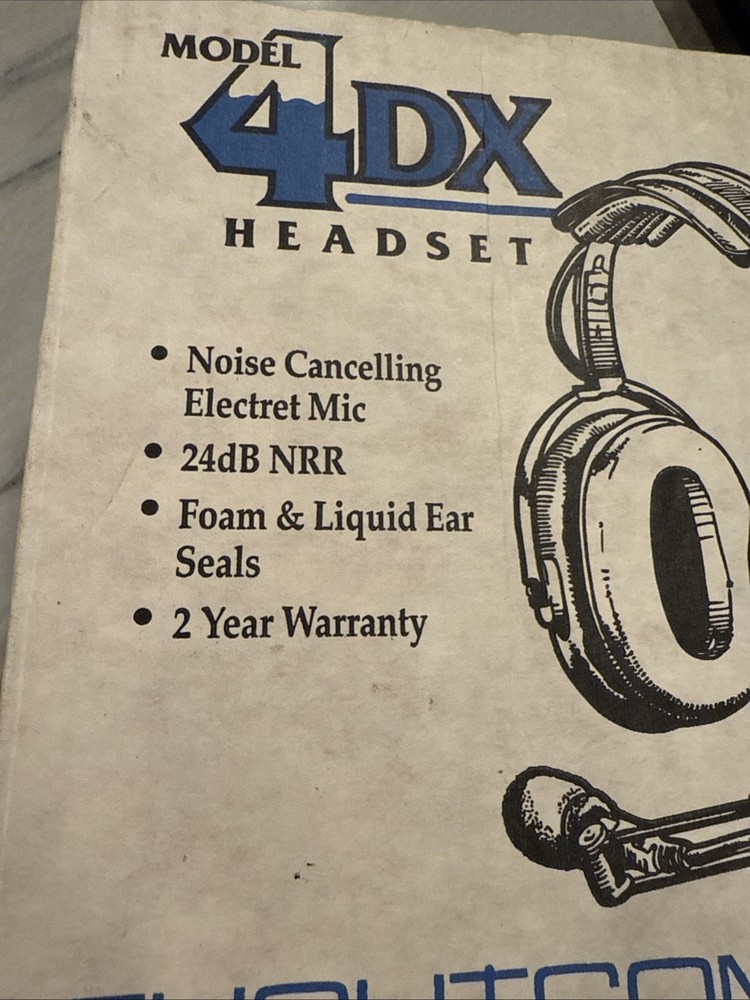 MODEL
4DX
HEADSET
• Noise Cancelling
Electret Mic
• 24dB NRR
• Foam & Liquid Ear
Seals
• 2 Year Warranty